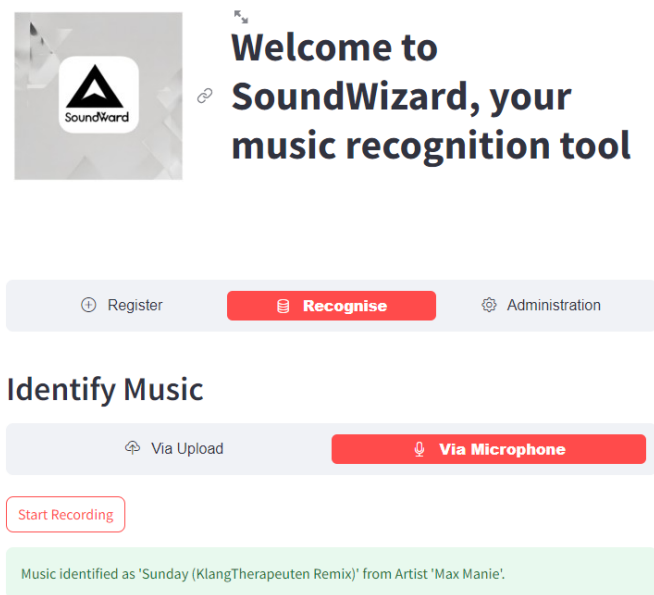 SoundWard
Welcome to
SoundWizard, your
music recognition tool
Register
Recognise
Administration
Identify Music
Via Upload
Via Microphone
Start Recording
Music identified as 'Sunday (KlangTherapeuten Remix)' from Artist 'Max Manie'.